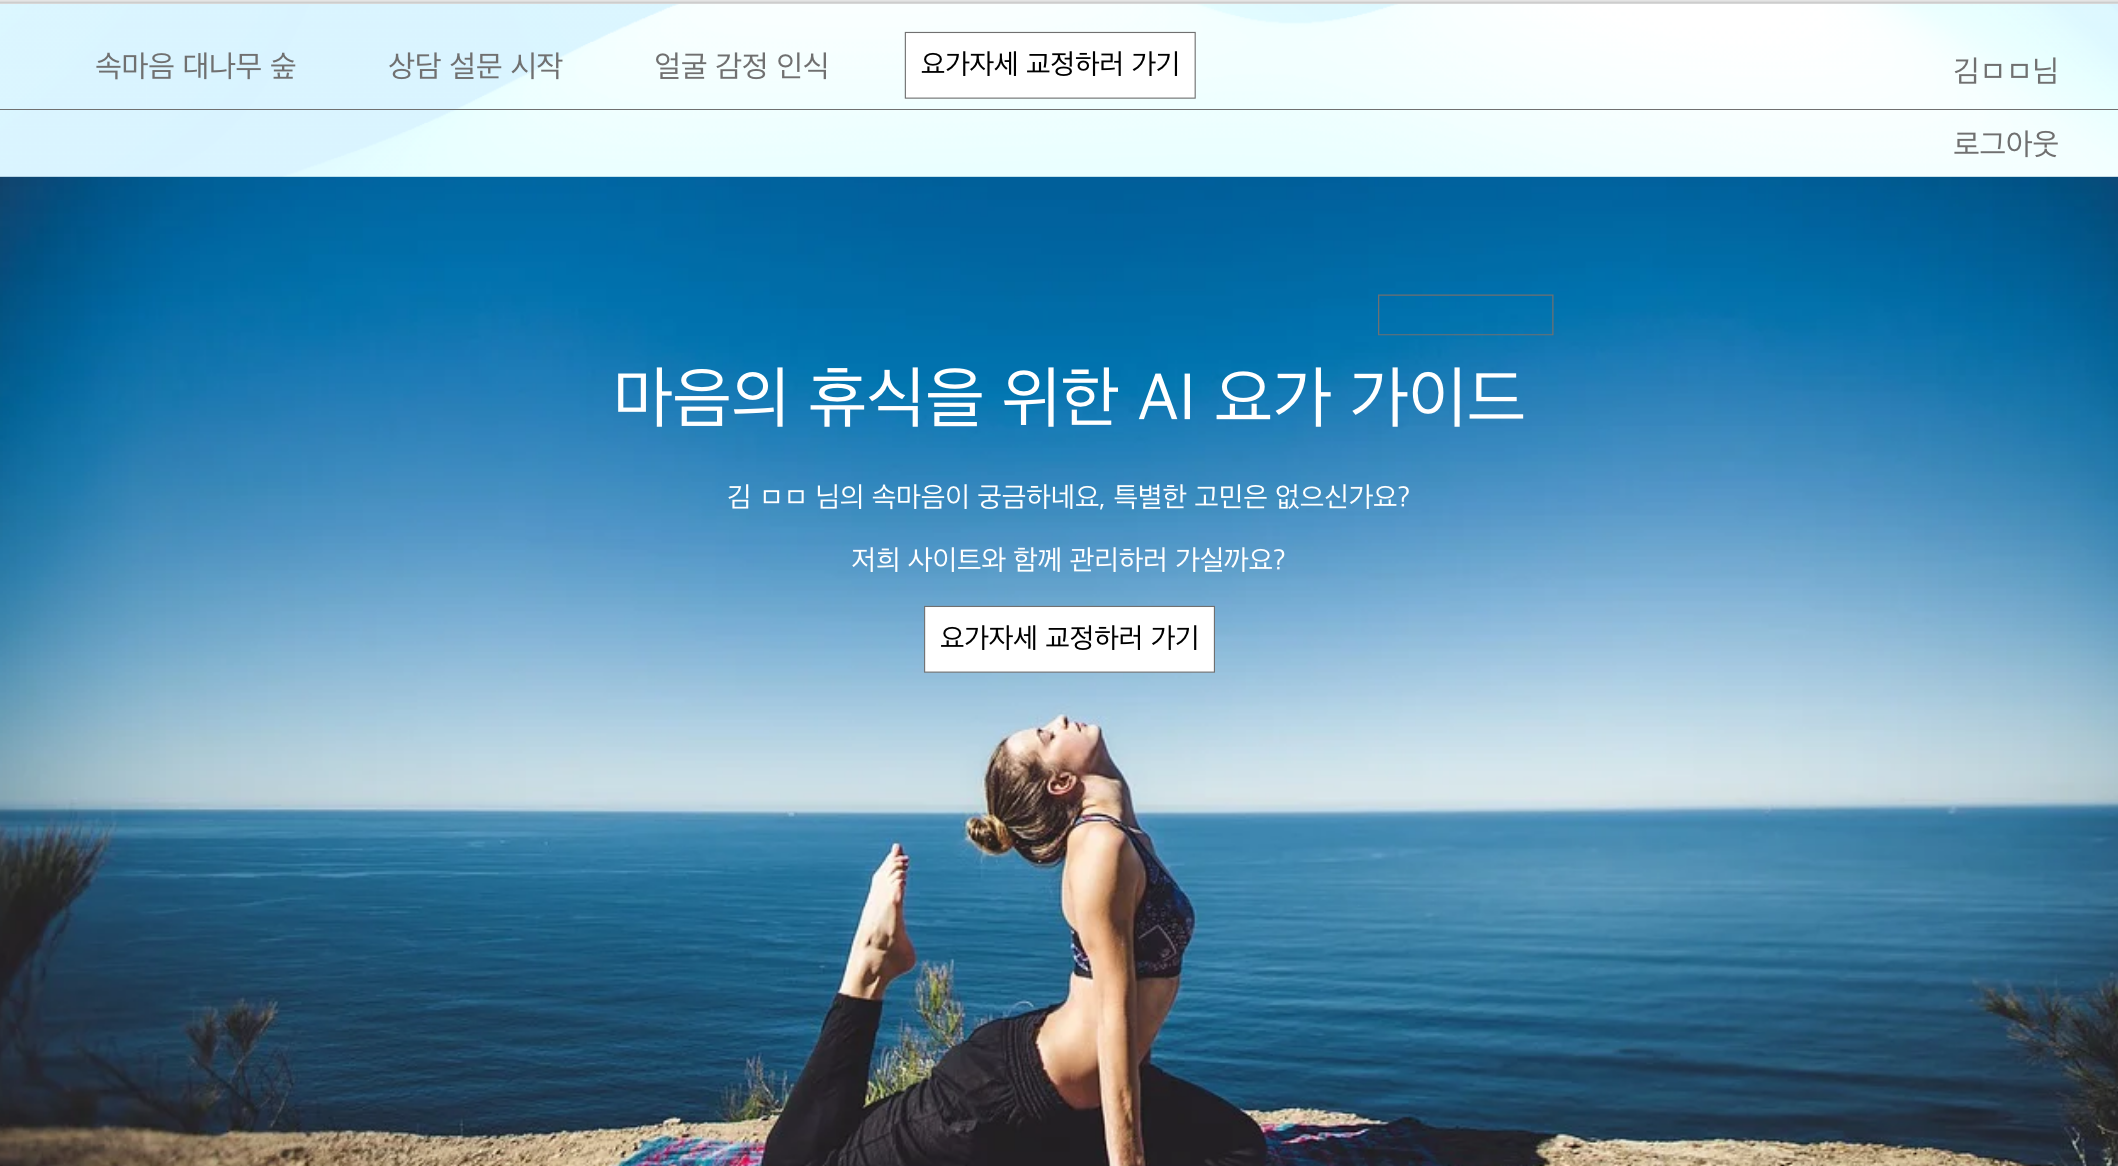 속마음 대나무 숲
상담 설문 시작
얼굴 감정 인식
요가자세 교정하러 가기
김ㅁㅁ님
로그아웃
마음의 휴식을 위한 AI 요가 가이드
김 ㅁㅁ 님의 속마음이 궁금하네요, 특별한 고민은 없으신가요?
저희 사이트와 함께 관리하러 가실까요?
요가자세 교정하러 가기